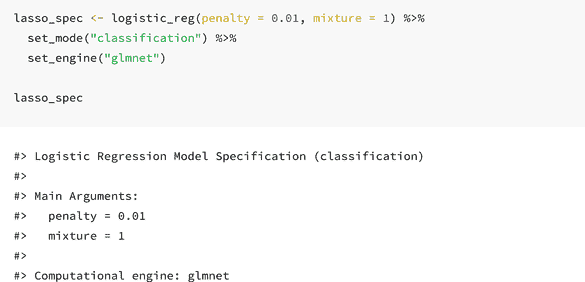 lasso_spec <- logistic_reg(penalty = 0.01, mixture = 1) %>%
  set_mode("classification") %>%
  set_engine("glmnet")

lasso_spec

#> Logistic Regression Model Specification (classification)
#>
#> Main Arguments:
#>   penalty = 0.01
#>   mixture = 1
#>
#> Computational engine: glmnet